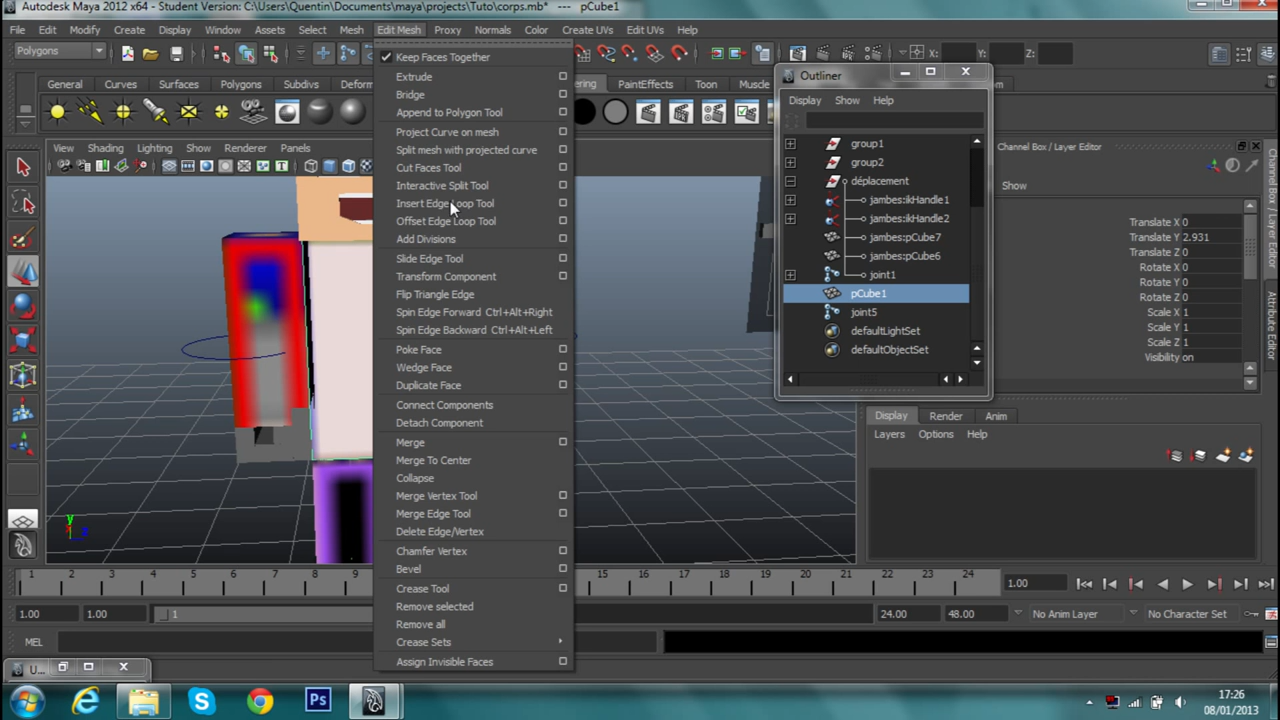 Autodesk Maya 2012 x64 - Student Version: C:\Users\Quentin\Documents\maya\projects\Tuto\corps.mb* --- pCube1
File Edit Modify Create Display Window Assets Select Mesh Edit Mesh Proxy Normals Color Create UVs Edit UVs Help
Polygons
X: Y: Z:
General Curves Surfaces Polygons Subdivs
PaintEffects Toon Muscle
View Shading Lighting Show Renderer Panels
Keep Faces Together
Extrude
Bridge
Append to Polygon Tool
Project Curve on mesh
Split mesh with projected curve
Cut Faces Tool
Interactive Split Tool
Insert Edge Loop Tool
Offset Edge Loop Tool
Add Divisions
Slide Edge Tool
Transform Component
Flip Triangle Edge
Spin Edge Forward Ctrl+Alt+Right
Spin Edge Backward Ctrl+Alt+Left
Poke Face
Wedge Face
Duplicate Face
Connect Components
Detach Component
Merge
Merge To Center
Collapse
Merge Vertex Tool
Merge Edge Tool
Delete Edge/Vertex
Chamfer Vertex
Bevel
Crease Tool
Remove selected
Remove all
Crease Sets
Assign Invisible Faces
Outliner
Display Show Help
group1
group2
déplacement
jambes:ikHandle1
jambes:ikHandle2
jambes:pCube7
jambes:pCube6
joint1
pCube1
joint5
defaultLightSet
defaultObjectSet
Channel Box / Layer Editor
Show
Translate X 0
Translate Y 2.931
Translate Z 0
Rotate X 0
Rotate Y 0
Rotate Z 0
Scale X 1
Scale Y 1
Scale Z 1
Visibility on
Channel Box / Layer Editor
Attribute Editor
Display Render Anim
Layers Options Help
y
z
1 2 3 4 5 6 7 8 15 16 17 18 19 20 21 22 23 24
1.00
1.00 1.00 1 24.00 48.00 No Anim Layer No Character Set
MEL
U...
Ps
17:26
08/01/2013